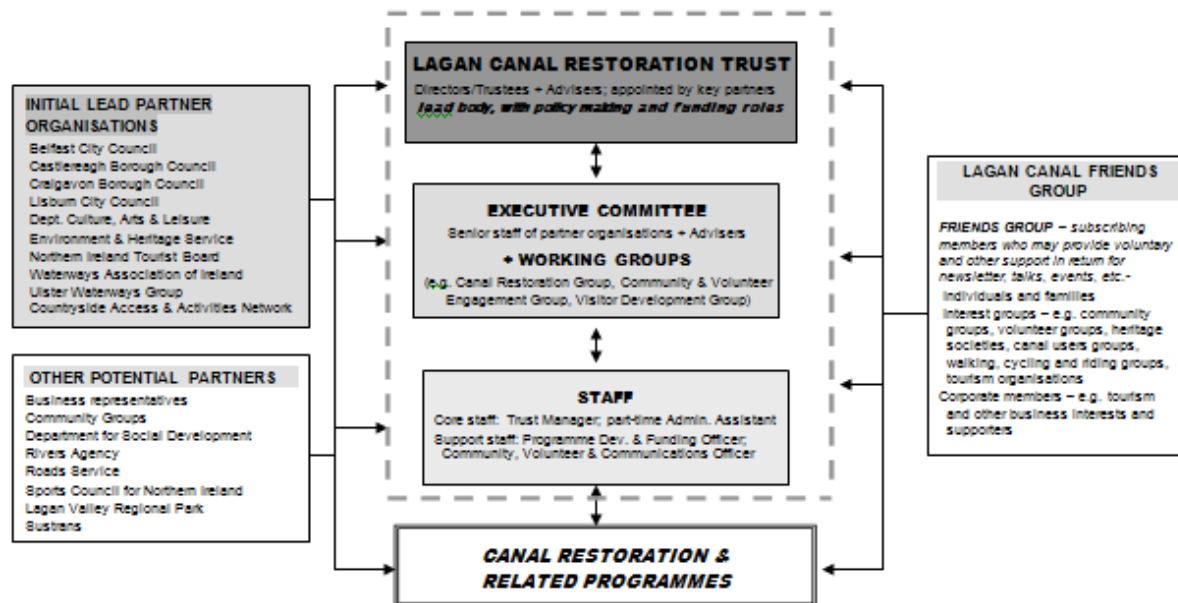 LAGAN CANAL RESTORATION TRUST
Directors/Trustees + Advisers; appointed by key partners
lead body, with policy making and funding roles
INITIAL LEAD PARTNER
ORGANISATIONS
Belfast City Council
Castlereagh Borough Council
Craigavon Borough Council
Lisburn City Council
Dept. Culture, Arts & Leisure
Environment & Heritage Service
Northern Ireland Tourist Board
Waterways Association of Ireland
Ulster Waterways Group
Countryside Access & Activities Network
EXECUTIVE COMMITTEE
Senior staff of partner organisations + Advisers
+ WORKING GROUPS
(e.g. Canal Restoration Group, Community & Volunteer
Engagement Group, Visitor Development Group)
LAGAN CANAL FRIENDS
GROUP
FRIENDS GROUP – subscribing
members who may provide voluntary
and other support in return for
newsletter, talks, events, etc.-
Individuals and families
Interest groups – e.g. community
groups, volunteer groups, heritage
societies, canal users groups,
walking, cycling and riding groups,
tourism organisations
Corporate members – e.g. tourism
and other business interests and
supporters
OTHER POTENTIAL PARTNERS
Business representatives
Community Groups
Department for Social Development
Rivers Agency
Roads Service
Sports Council for Northern Ireland
Lagan Valley Regional Park
Sustrans
STAFF
Core staff: Trust Manager; part-time Admin. Assistant
Support staff: Programme Dev. & Funding Officer;
Community, Volunteer & Communications Officer
CANAL RESTORATION &
RELATED PROGRAMMES